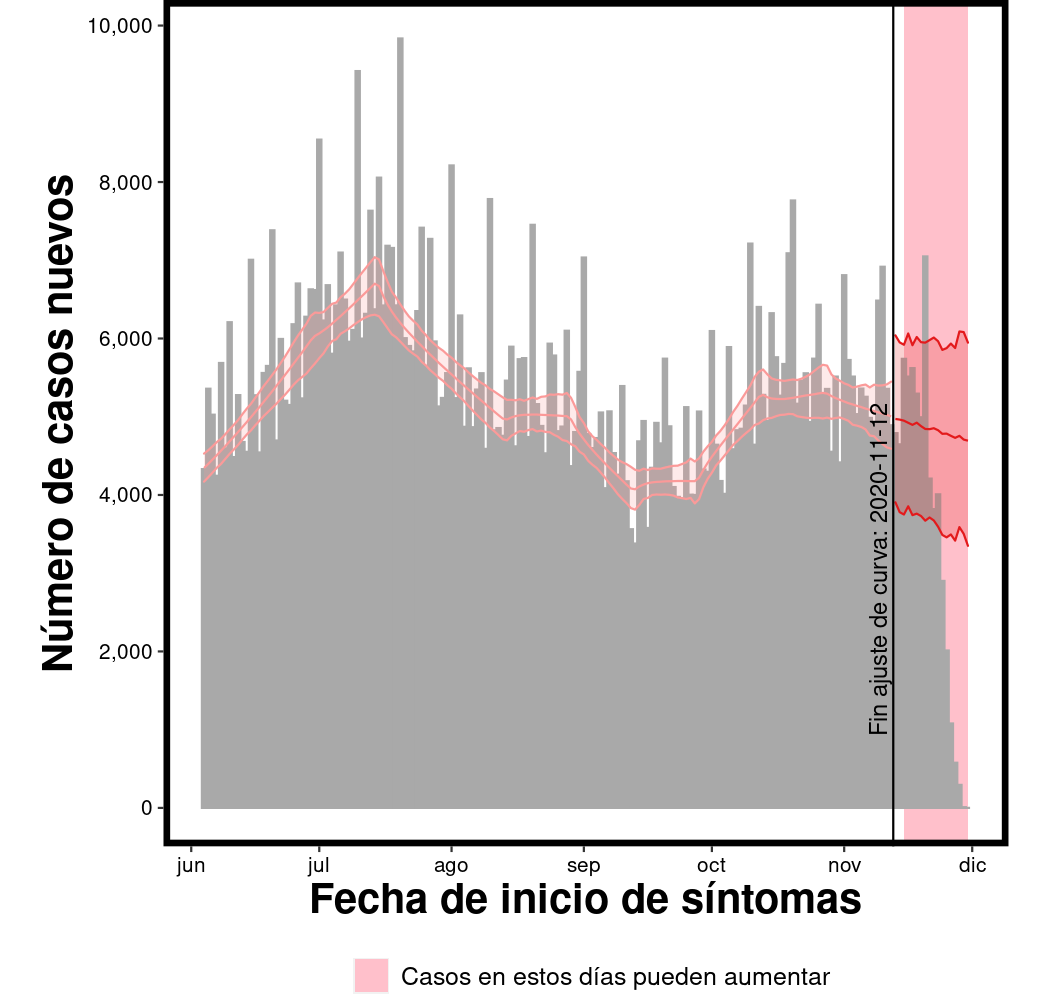 Número de casos nuevos
10,000
8,000
6,000
4,000
2,000
0
Fin ajuste de curva: 2020-11-12
jun jul ago sep oct nov dic
Fecha de inicio de síntomas
Casos en estos días pueden aumentar